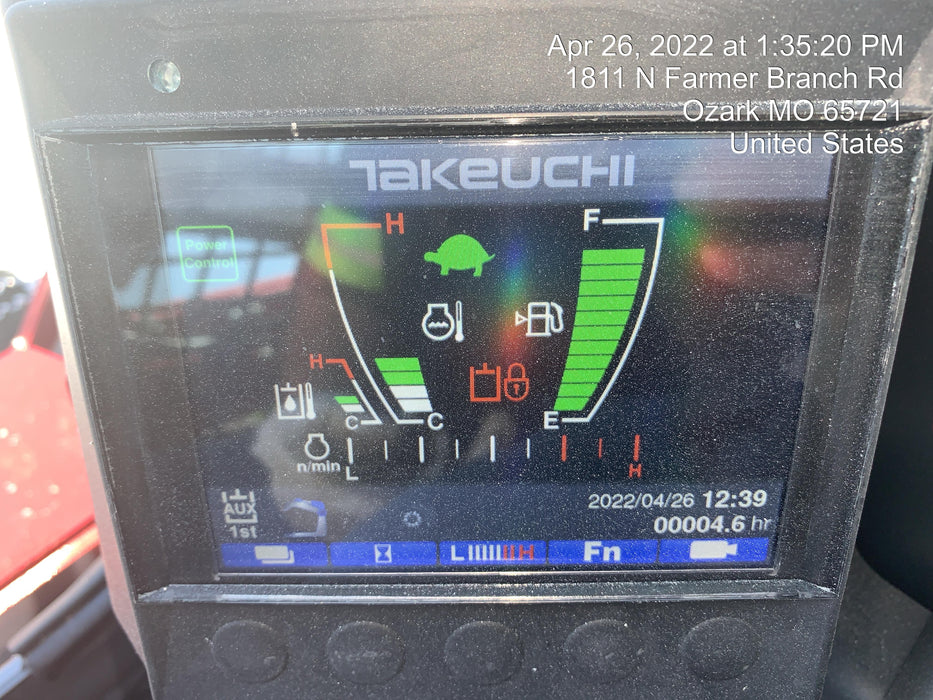 Apr 26, 2022 at 1:35:20 PM
1811 N Farmer Branch Rd
Ozark MO 65721
United States
TAKEUCHI
Power
Control
H
F
H
C
C
E
n/min
L
H
AUX
1st
2022/04/26 12:39
00004.6 hr
L H
Fn